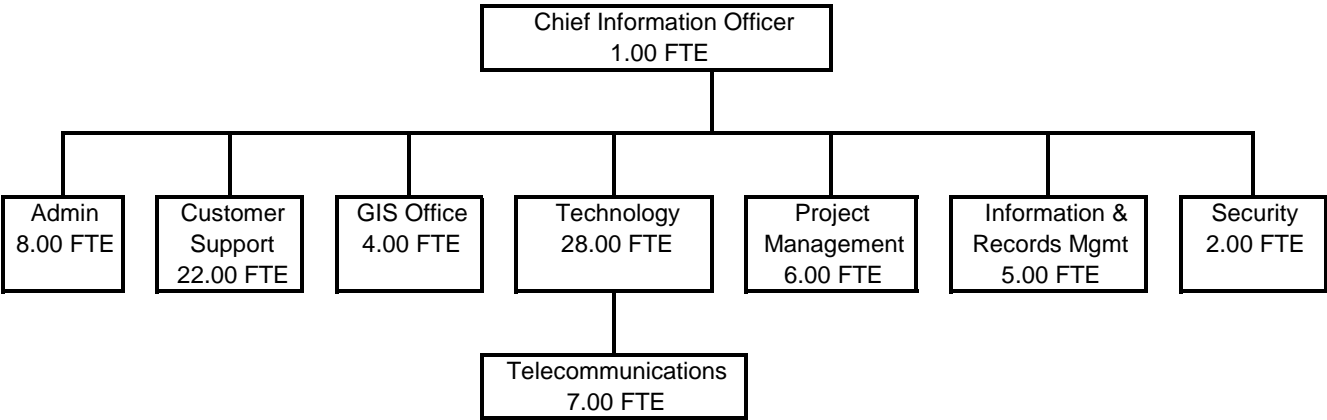 Chief Information Officer
1.00 FTE
Admin
8.00 FTE
Customer
Support
22.00 FTE
GIS Office
4.00 FTE
Technology
28.00 FTE
Project
Management
6.00 FTE
Information &
Records Mgmt
5.00 FTE
Security
2.00 FTE
Telecommunications
7.00 FTE